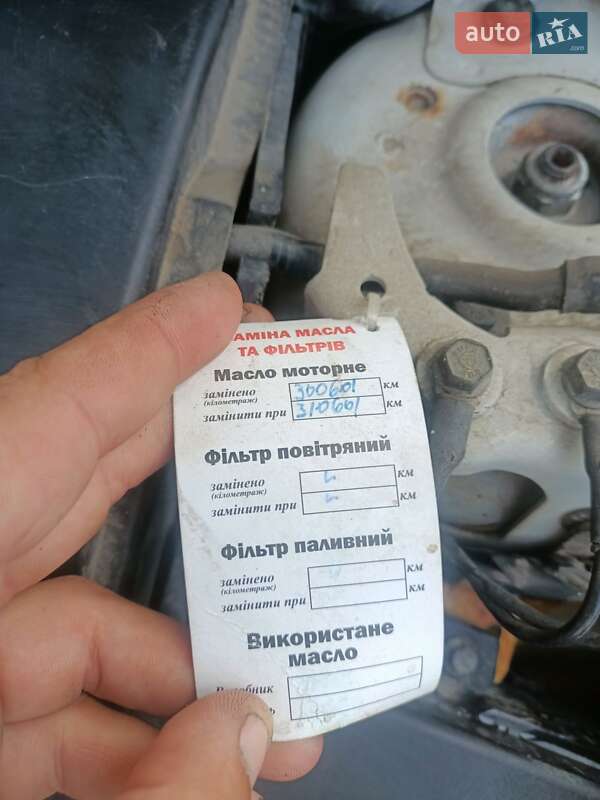 auto RIA.com
АМІНА МАСЛА
ТА ФІЛЬТРІВ
Масло моторне
замінено 300601 км
(кілометраж)
замінити при 310601 км
Фільтр повітряний
замінено км
(кілометраж)
замінити при км
Фільтр паливний
замінено км
(кілометраж)
замінити при км
Використане
масло